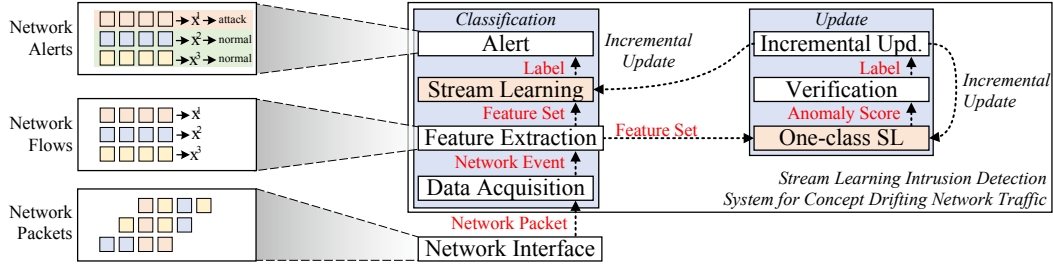 Network
Alerts
X1
attack
X2
normal
X3
normal
Network
Flows
X1
X2
X3
Network
Packets
Classification
Alert
Label
Stream Learning
Feature Set
Feature Extraction
Network Event
Data Acquisition
Network Packet
Network Interface
Incremental
Update
Feature Set
Update
Incremental Upd.
Label
Verification
Anomaly Score
One-class SL
Incremental
Update
Stream Learning Intrusion Detection
System for Concept Drifting Network Traffic